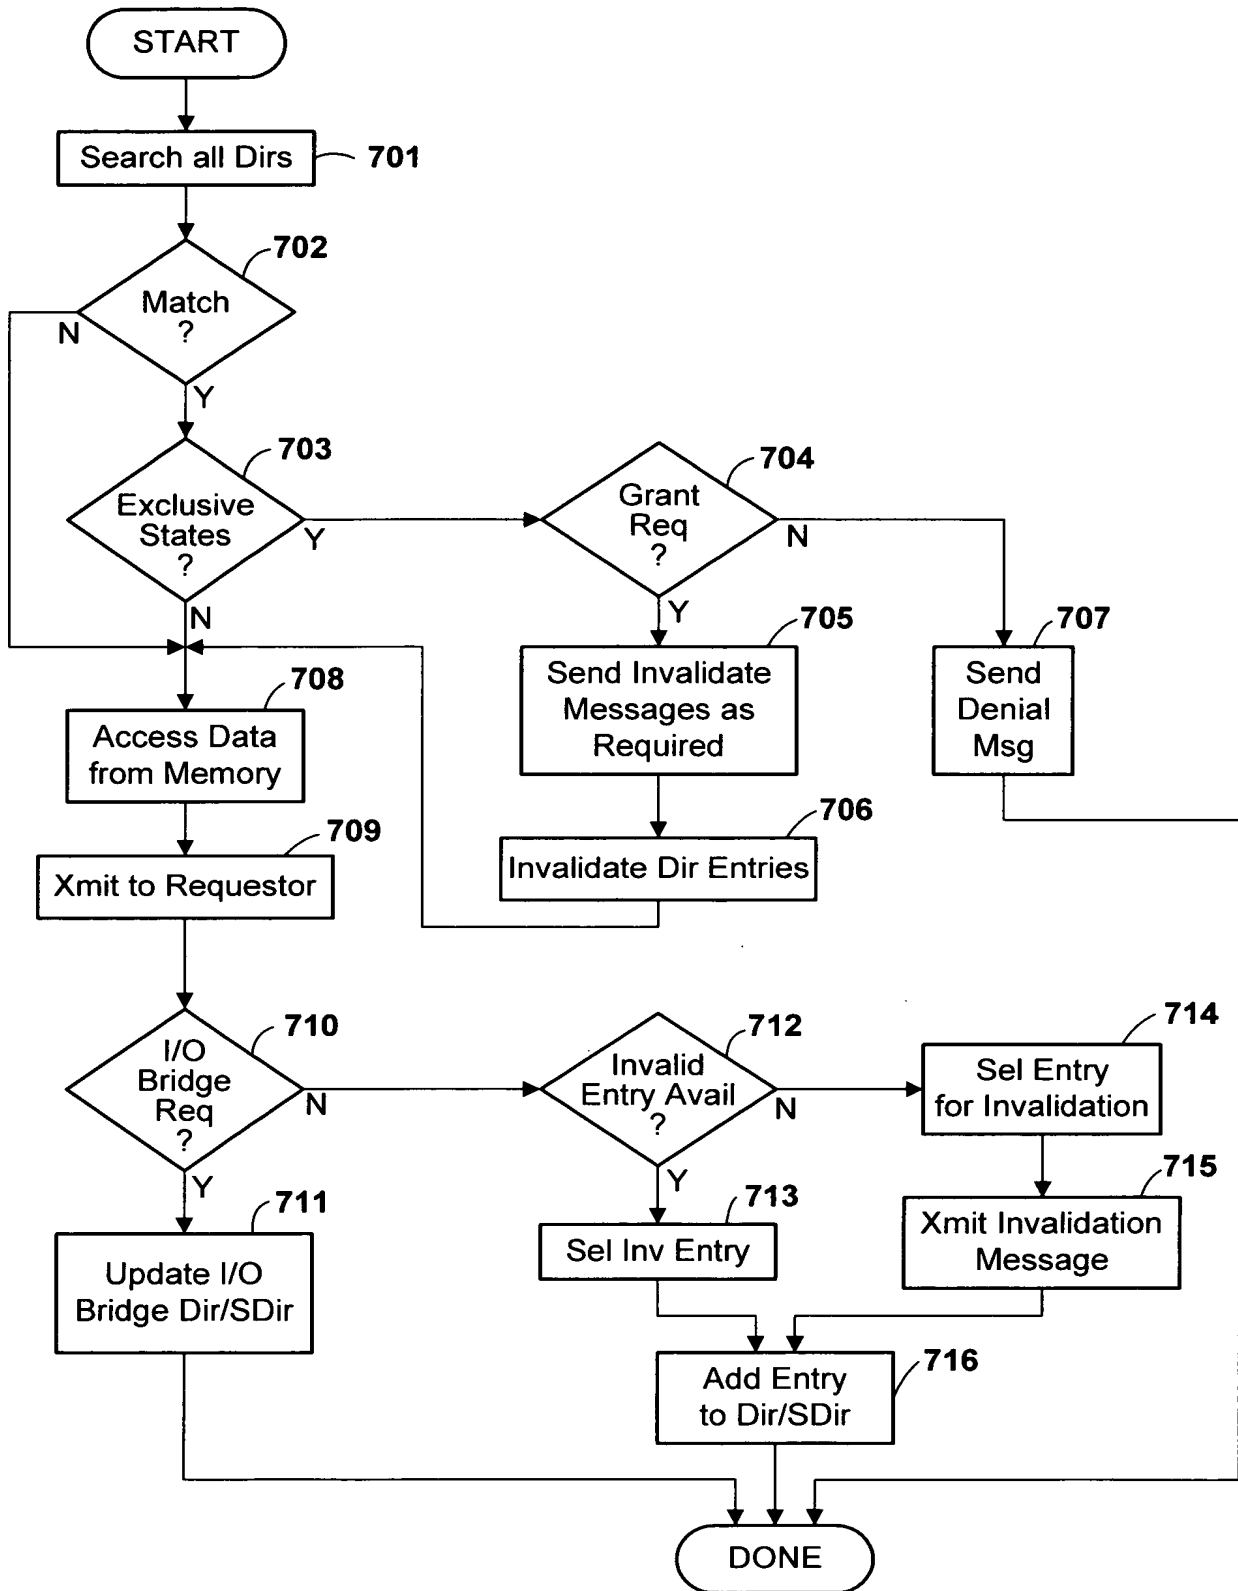 START
Search all Dirs
701
702
Match
?
N
Y
703
Exclusive
States
?
Y
N
704
Grant
Req
?
N
Y
705
Send Invalidate
Messages as
Required
707
Send
Denial
Msg
708
Access Data
from Memory
706
Invalidate Dir Entries
709
Xmit to Requestor
710
I/O
Bridge
Req
?
N
Y
712
Invalid
Entry Avail
?
N
Y
714
Sel Entry
for Invalidation
711
Update I/O
Bridge Dir/SDir
713
Sel Inv Entry
715
Xmit Invalidation
Message
716
Add Entry
to Dir/SDir
DONE